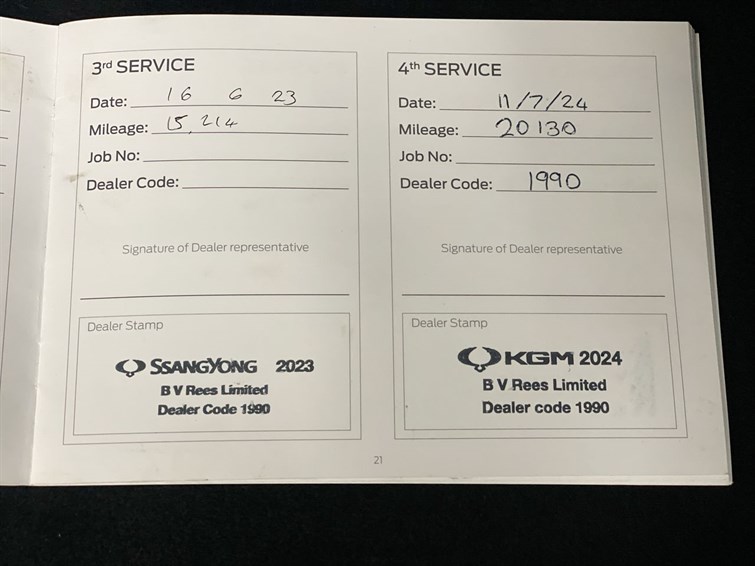 3rd SERVICE
Date: 16 6 23
Mileage: 15,214
Job No:
Dealer Code:
Signature of Dealer representative
Dealer Stamp
SSANGYONG 2023
B V Rees Limited
Dealer Code 1990
4th SERVICE
Date: 11/7/24
Mileage: 20130
Job No:
Dealer Code: 1990
Signature of Dealer representative
Dealer Stamp
KGM 2024
B V Rees Limited
Dealer code 1990
21